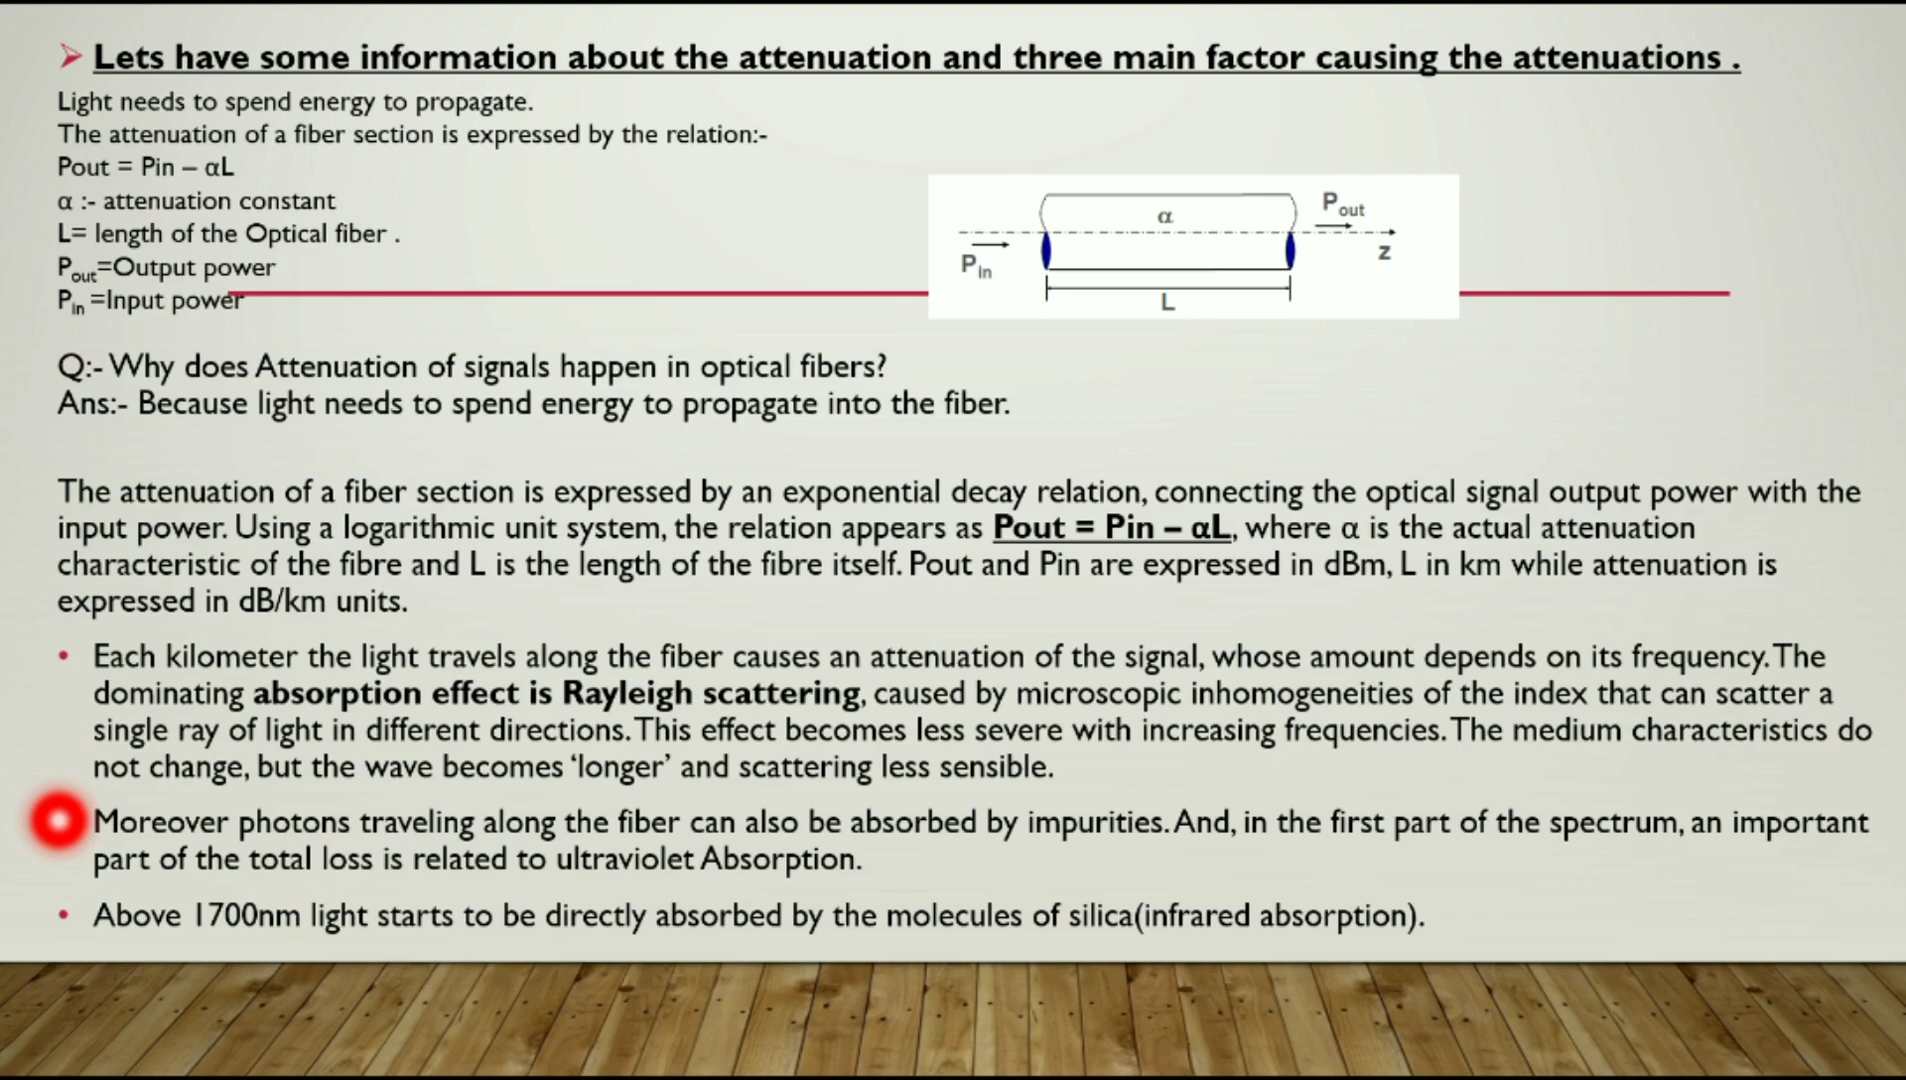 Lets have some information about the attenuation and three main factor causing the attenuations .
Light needs to spend energy to propagate.
The attenuation of a fiber section is expressed by the relation:-
Pout = Pin – αL
α :- attenuation constant
L= length of the Optical fiber .
Pout=Output power
Pin =Input power
α
Pout
Pin
z
L
Q:- Why does Attenuation of signals happen in optical fibers?
Ans:- Because light needs to spend energy to propagate into the fiber.
The attenuation of a fiber section is expressed by an exponential decay relation, connecting the optical signal output power with the
input power. Using a logarithmic unit system, the relation appears as Pout = Pin – αL, where α is the actual attenuation
characteristic of the fibre and L is the length of the fibre itself. Pout and Pin are expressed in dBm, L in km while attenuation is
expressed in dB/km units.
• Each kilometer the light travels along the fiber causes an attenuation of the signal, whose amount depends on its frequency. The
dominating absorption effect is Rayleigh scattering, caused by microscopic inhomogeneities of the index that can scatter a
single ray of light in different directions. This effect becomes less severe with increasing frequencies. The medium characteristics do
not change, but the wave becomes ‘longer’ and scattering less sensible.
Moreover photons traveling along the fiber can also be absorbed by impurities. And, in the first part of the spectrum, an important
part of the total loss is related to ultraviolet Absorption.
• Above 1700nm light starts to be directly absorbed by the molecules of silica(infrared absorption).